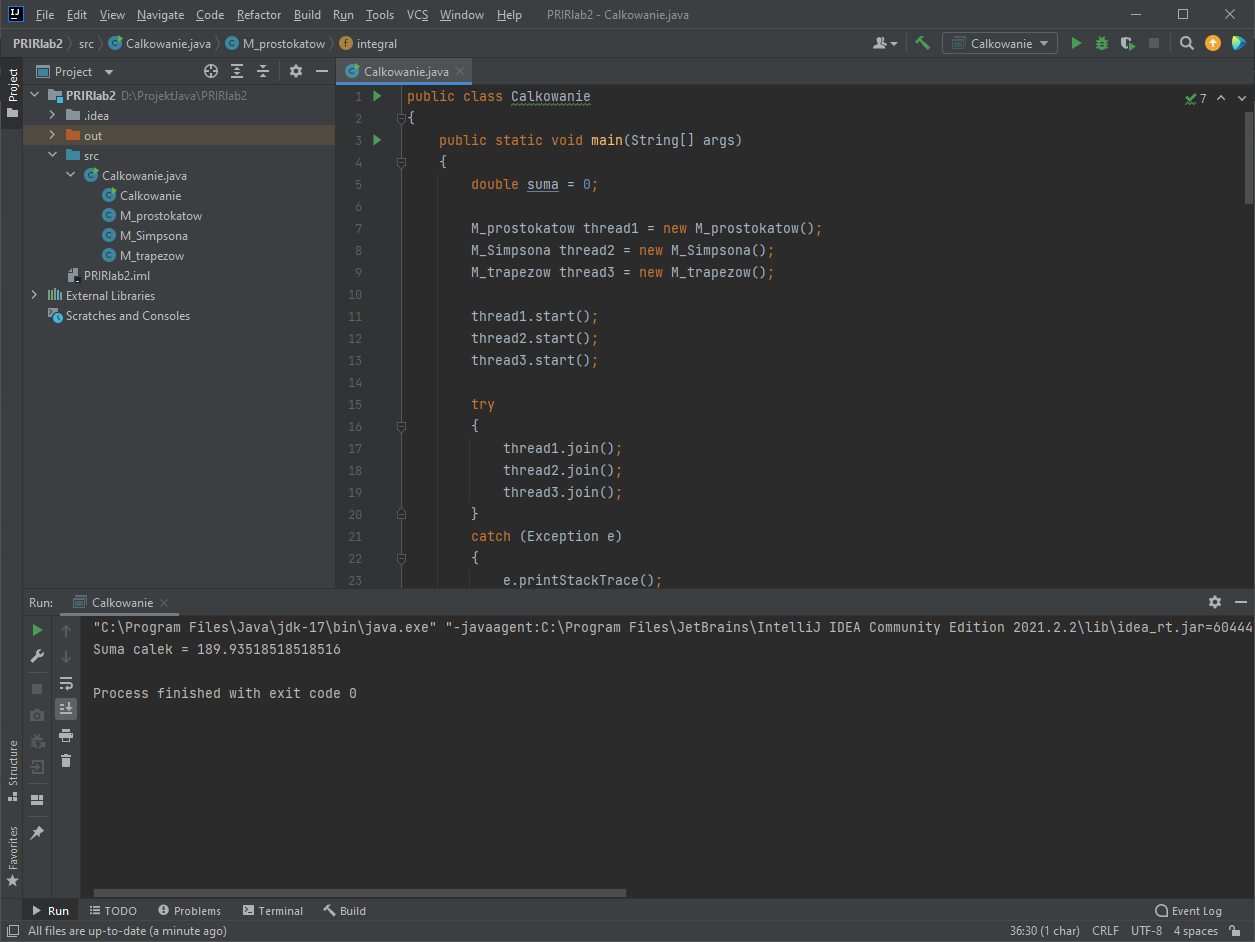 File Edit View Navigate Code Refactor Build Run Tools VCS Window Help PRIRlab2 - Calkowanie.java
PRIRlab2 src Calkowanie.java M_prostokatow integral Calkowanie
Project
Project
Calkowanie.java
PRIRlab2 D:\ProjektJava\PRIRlab2
.idea
out
src
Calkowanie.java
Calkowanie
M_prostokatow
M_Simpsona
M_trapezow
PRIRlab2.iml
External Libraries
Scratches and Consoles
7
1 public class Calkowanie
2 {
3 public static void main(String[] args)
4 {
5 double suma = 0;
6
7 M_prostokatow thread1 = new M_prostokatow();
8 M_Simpsona thread2 = new M_Simpsona();
9 M_trapezow thread3 = new M_trapezow();
10
11 thread1.start();
12 thread2.start();
13 thread3.start();
14
15 try
16 {
17 thread1.join();
18 thread2.join();
19 thread3.join();
20 }
21 catch (Exception e)
22 {
23 e.printStackTrace();
Run: Calkowanie
"C:\Program Files\Java\jdk-17\bin\java.exe" "-javaagent:C:\Program Files\JetBrains\IntelliJ IDEA Community Edition 2021.2.2\lib\idea_rt.jar=60444
Suma calek = 189.93518518518516
Process finished with exit code 0
Structure
Favorites
Run TODO Problems Terminal Build Event Log
All files are up-to-date (a minute ago) 36:30 (1 char) CRLF UTF-8 4 spaces